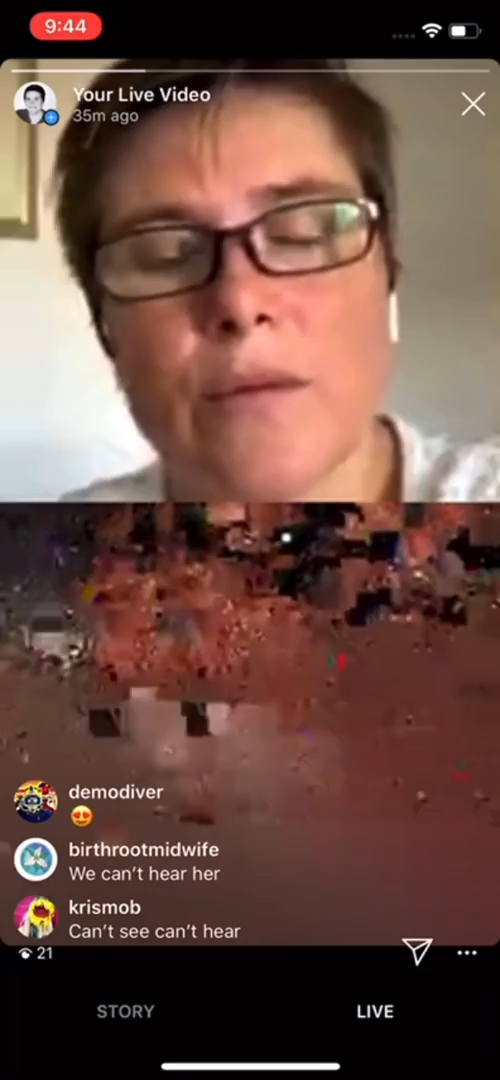 9:44
Your Live Video
35m ago
demodiver
😍
birthrootmidwife
We can't hear her
krismob
Can't see can't hear
21
STORY
LIVE